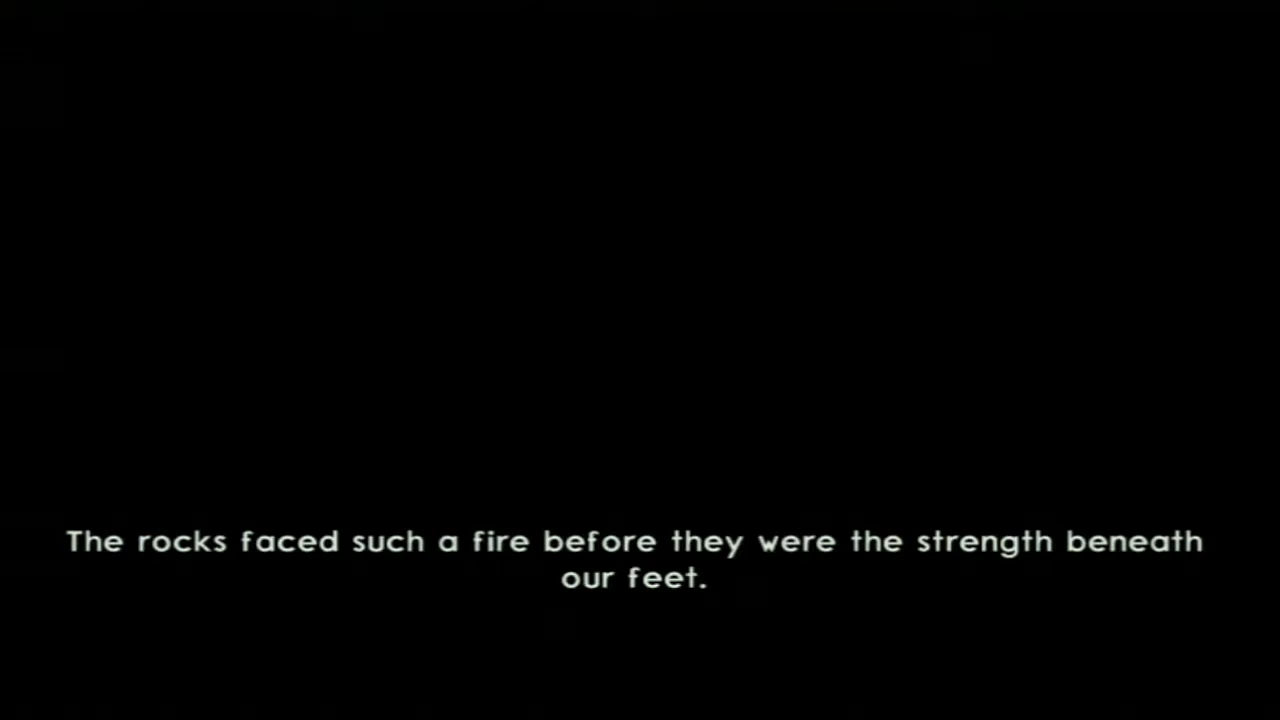 The rocks faced such a fire before they were the strength beneath
our feet.